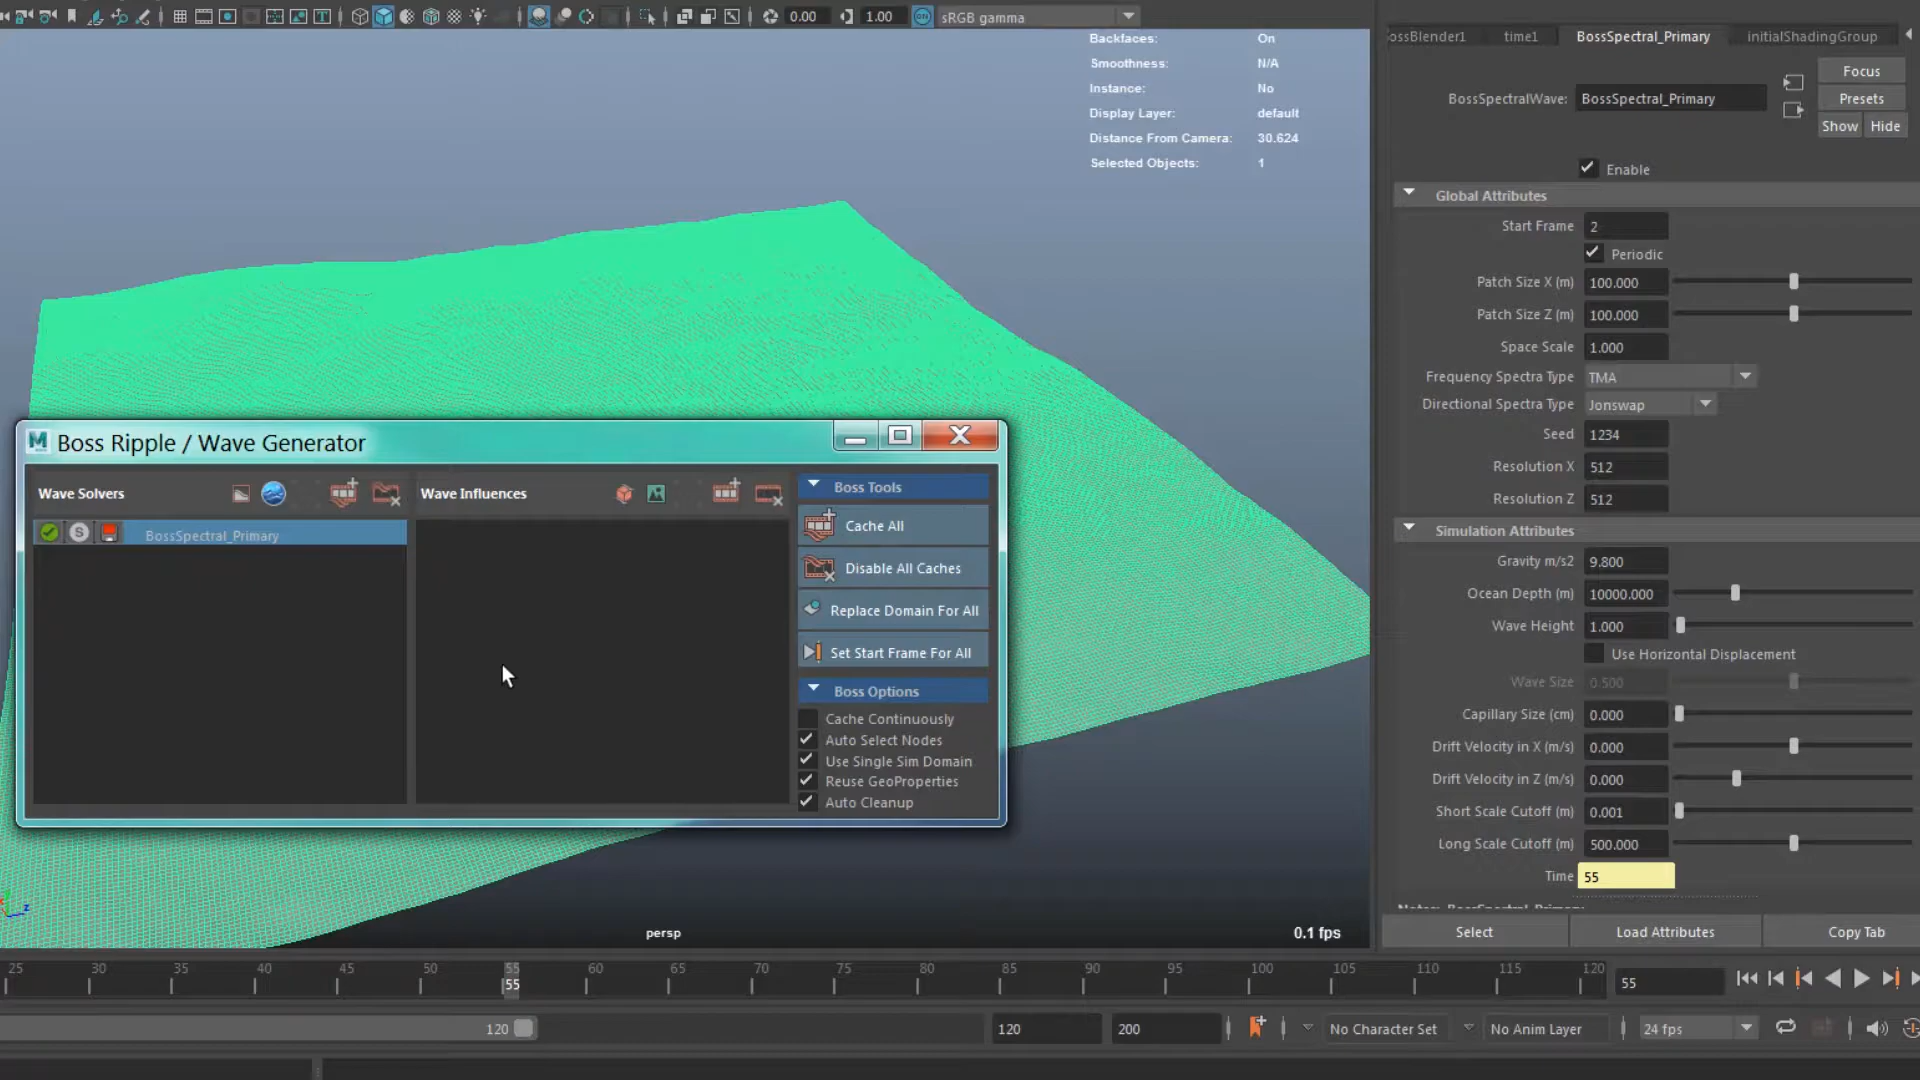 0.00
1.00
ON
sRGB gamma
Backfaces: On
Smoothness: N/A
Instance: No
Display Layer: default
Distance From Camera: 30.624
Selected Objects: 1
ossBlender1 time1 BossSpectral_Primary initialShadingGroup
BossSpectralWave: BossSpectral_Primary
Focus
Presets
Show Hide
Enable
Global Attributes
Start Frame 2
Periodic
Patch Size X (m) 100.000
Patch Size Z (m) 100.000
Space Scale 1.000
Frequency Spectra Type TMA
Directional Spectra Type Jonswap
Seed 1234
Resolution X 512
Resolution Z 512
Simulation Attributes
Gravity m/s2 9.800
Ocean Depth (m) 10000.000
Wave Height 1.000
Use Horizontal Displacement
Wave Size 0.500
Capillary Size (cm) 0.000
Drift Velocity in X (m/s) 0.000
Drift Velocity in Z (m/s) 0.000
Short Scale Cutoff (m) 0.001
Long Scale Cutoff (m) 500.000
Time 55
Notes: BossSpectral_Primary
Select Load Attributes Copy Tab
M Boss Ripple / Wave Generator
Wave Solvers
S BossSpectral_Primary
Wave Influences
Boss Tools
Cache All
Disable All Caches
Replace Domain For All
Set Start Frame For All
Boss Options
Cache Continuously
Auto Select Nodes
Use Single Sim Domain
Reuse GeoProperties
Auto Cleanup
z
persp
0.1 fps
25 30 35 40 45 50 55 60 65 70 75 80 85 90 95 100 105 110 115 120
55
55
120
120
200
No Character Set
No Anim Layer
24 fps